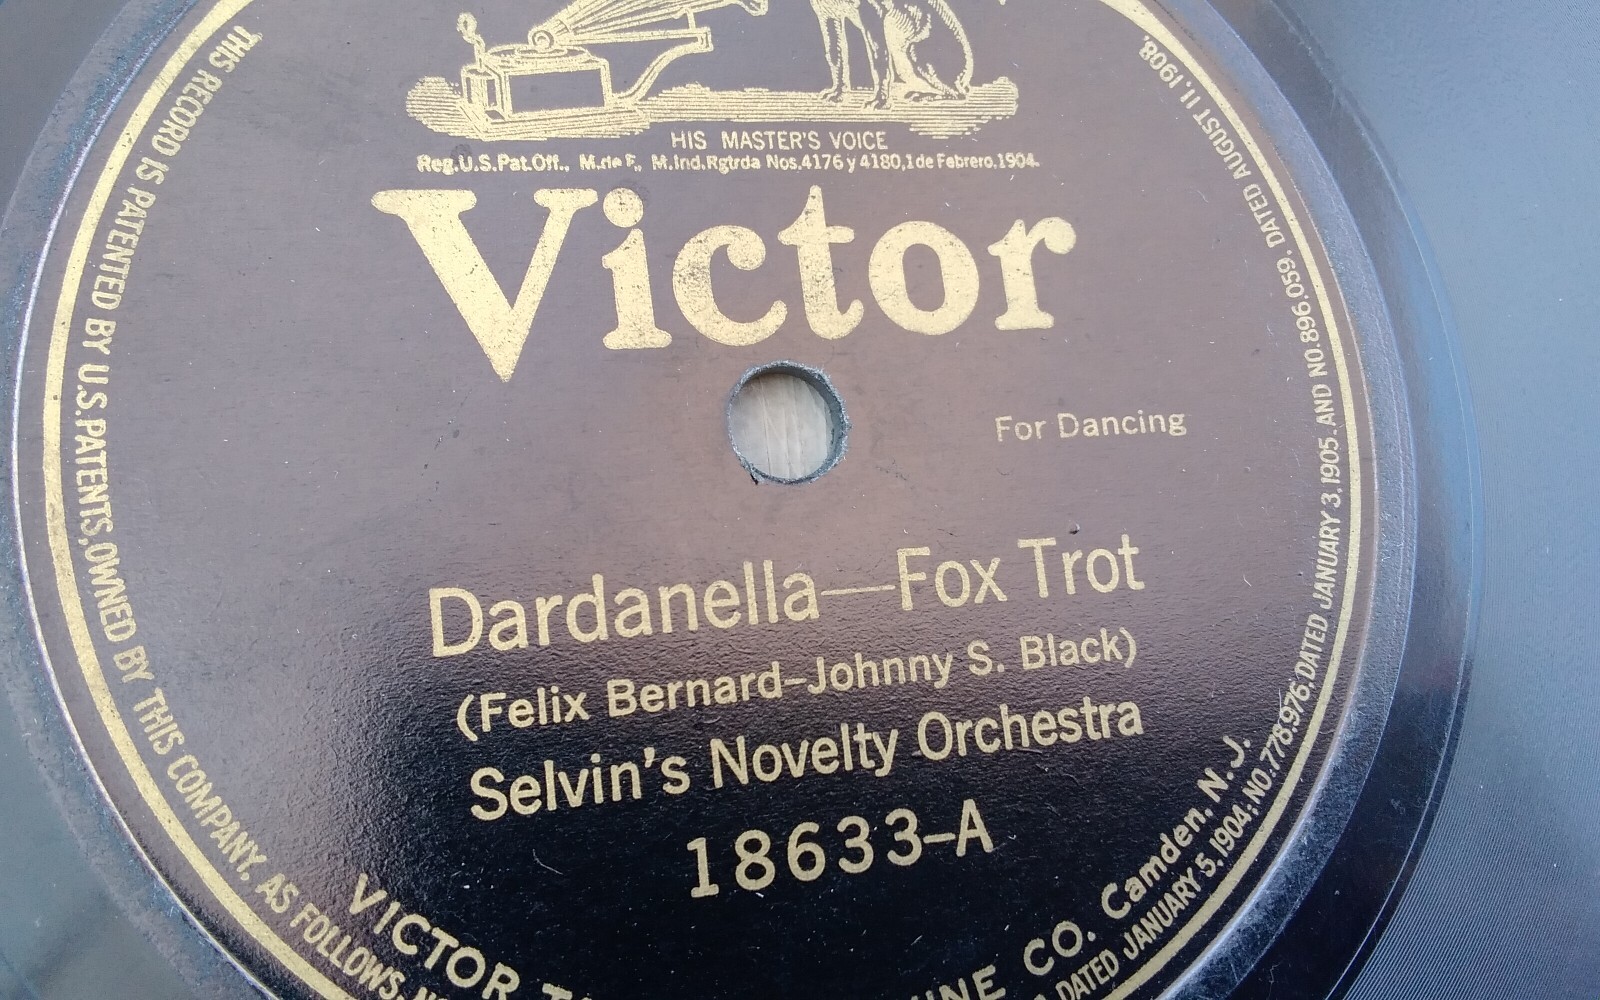 HIS MASTER'S VOICE
Reg.U.S.Pat.Off., M.de F., M.Ind.Rgtrda Nos.4176 y 4180,1 de Febrero,1904.
Victor
For Dancing
Dardanella—Fox Trot
(Felix Bernard–Johnny S. Black)
Selvin's Novelty Orchestra
18633–A
VICTOR
CO. Camden. N. J.
THIS RECORD IS PATENTED BY U.S.PATENTS,OWNED BY THIS COMPANY, AS FOLLOWS.
DATED JANUARY 5.1904; NO.778.976.DATED JANUARY 3.1905.AND NO.896.059. DATED AUGUST 11.1908,